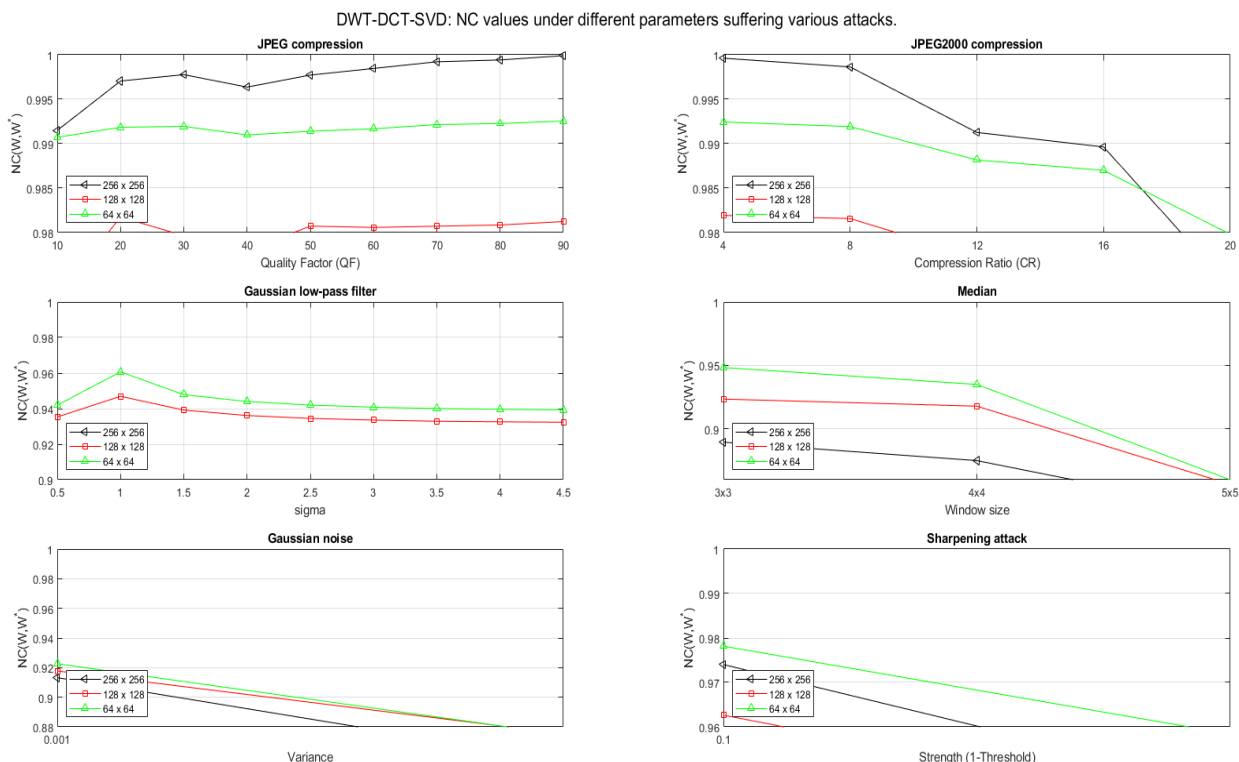 DWT-DCT-SVD: NC values under different parameters suffering various attacks.
JPEG compression
NC(W,W*)
1
0.995
0.99
0.985
0.98
256 x 256
128 x 128
64 x 64
10 20 30 40 50 60 70 80 90
Quality Factor (QF)
JPEG2000 compression
NC(W,W*)
1
0.995
0.99
0.985
0.98
256 x 256
128 x 128
64 x 64
4 8 12 16 20
Compression Ratio (CR)
Gaussian low-pass filter
NC(W,W*)
1
0.98
0.96
0.94
0.92
0.9
256 x 256
128 x 128
64 x 64
0.5 1 1.5 2 2.5 3 3.5 4 4.5
sigma
Median
NC(W,W*)
1
0.95
0.9
256 x 256
128 x 128
64 x 64
3x3 4x4 5x5
Window size
Gaussian noise
NC(W,W*)
1
0.98
0.96
0.94
0.92
0.9
0.88
256 x 256
128 x 128
64 x 64
0.001
Variance
Sharpening attack
NC(W,W*)
1
0.99
0.98
0.97
0.96
256 x 256
128 x 128
64 x 64
0.1
Strength (1-Threshold)